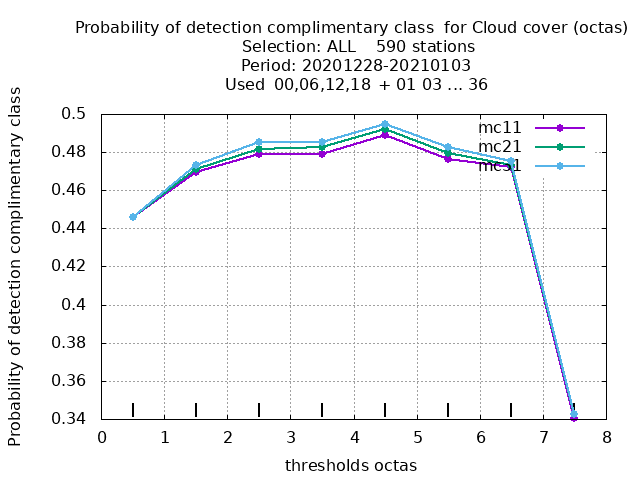 Probability of detection complimentary class  for Cloud cover (octas)
Selection: ALL    590 stations
Period: 20201228-20210103
Used  00,06,12,18  + 01 03 ... 36
Probability of detection complimentary class
0.5
0.48
0.46
0.44
0.42
0.4
0.38
0.36
0.34
mc11
mc21
mc51
0 1 2 3 4 5 6 7 8
thresholds octas